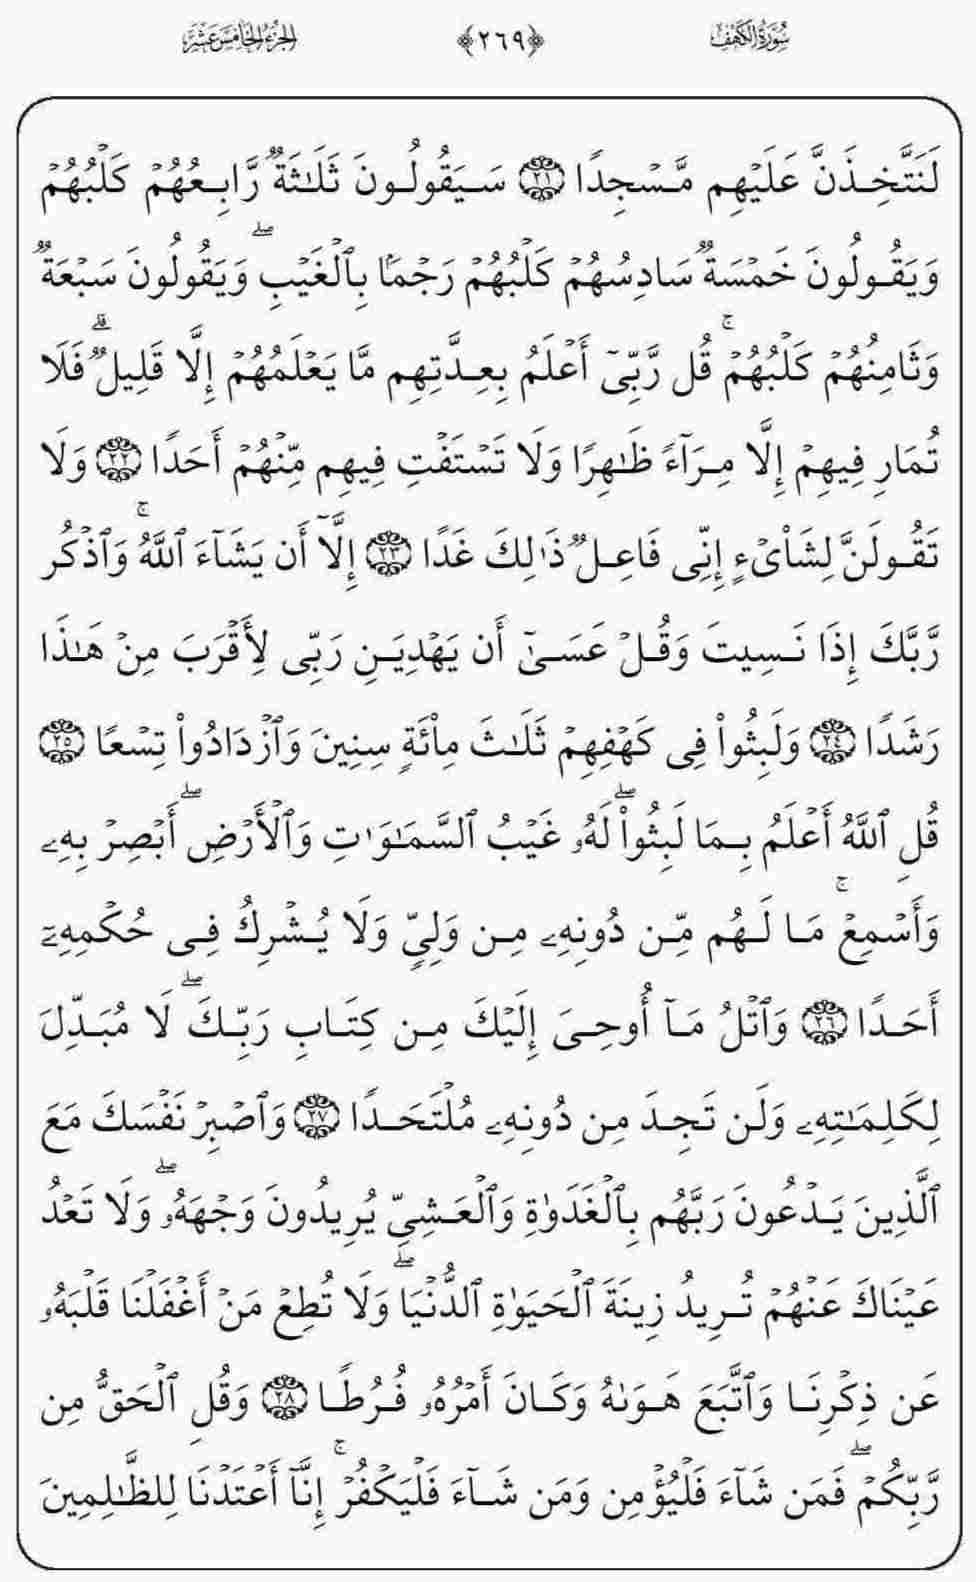 سُورَةُ الكَهْفِ ﴿٢٦٩﴾ الجُزْءُ الخَامِسَ عَشَرَ
لَنَتَّخِذَنَّ عَلَيْهِم مَّسْجِدًا ٢١ سَيَقُولُونَ ثَلَٰثَةٌ رَّابِعُهُمْ كَلْبُهُمْ
وَيَقُولُونَ خَمْسَةٌ سَادِسُهُمْ كَلْبُهُمْ رَجْمًۢا بِٱلْغَيْبِۖ وَيَقُولُونَ سَبْعَةٌ
وَثَامِنُهُمْ كَلْبُهُمْۚ قُل رَّبِّىٓ أَعْلَمُ بِعِدَّتِهِم مَّا يَعْلَمُهُمْ إِلَّا قَلِيلٌۗ فَلَا
تُمَارِ فِيهِمْ إِلَّا مِرَآءً ظَٰهِرًا وَلَا تَسْتَفْتِ فِيهِم مِّنْهُمْ أَحَدًا ٢٢ وَلَا
تَقُولَنَّ لِشَا۟ىْءٍ إِنِّى فَاعِلٌ ذَٰلِكَ غَدًا ٢٣ إِلَّآ أَن يَشَآءَ ٱللَّهُۚ وَٱذْكُر
رَّبَّكَ إِذَا نَسِيتَ وَقُلْ عَسَىٰٓ أَن يَهْدِيَنِ رَبِّى لِأَقْرَبَ مِنْ هَٰذَا
رَشَدًا ٢٤ وَلَبِثُوا۟ فِى كَهْفِهِمْ ثَلَٰثَ مِا۟ئَةٍ سِنِينَ وَٱزْدَادُوا۟ تِسْعًا ٢٥
قُلِ ٱللَّهُ أَعْلَمُ بِمَا لَبِثُوا۟ۖ لَهُۥ غَيْبُ ٱلسَّمَٰوَٰتِ وَٱلْأَرْضِۖ أَبْصِرْ بِهِۦ
وَأَسْمِعْۚ مَا لَهُم مِّن دُونِهِۦ مِن وَلِىٍّ وَلَا يُشْرِكُ فِى حُكْمِهِۦٓ
أَحَدًا ٢٦ وَٱتْلُ مَآ أُوحِىَ إِلَيْكَ مِن كِتَابِ رَبِّكَۖ لَا مُبَدِّلَ
لِكَلِمَٰتِهِۦ وَلَن تَجِدَ مِن دُونِهِۦ مُلْتَحَدًا ٢٧ وَٱصْبِرْ نَفْسَكَ مَعَ
ٱلَّذِينَ يَدْعُونَ رَبَّهُم بِٱلْغَدَوٰةِ وَٱلْعَشِىِّ يُرِيدُونَ وَجْهَهُۥۖ وَلَا تَعْدُ
عَيْنَاكَ عَنْهُمْ تُرِيدُ زِينَةَ ٱلْحَيَوٰةِ ٱلدُّنْيَاۖ وَلَا تُطِعْ مَنْ أَغْفَلْنَا قَلْبَهُۥ
عَن ذِكْرِنَا وَٱتَّبَعَ هَوَىٰهُ وَكَانَ أَمْرُهُۥ فُرُطًا ٢٨ وَقُلِ ٱلْحَقُّ مِن
رَّبِّكُمْۖ فَمَن شَآءَ فَلْيُؤْمِن وَمَن شَآءَ فَلْيَكْفُرْۚ إِنَّآ أَعْتَدْنَا لِلظَّٰلِمِينَ